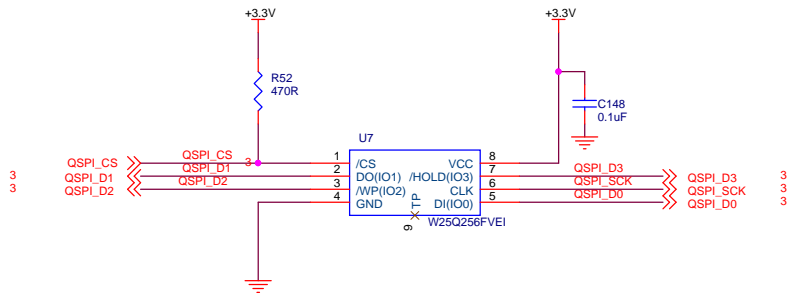 +3.3V
+3.3V
R52
470R
C148
0.1uF
U7
QSPI_CS
QSPI_CS
3
1
/CS
VCC
8
3
QSPI_D1
QSPI_D1
2
DO(IO1)
/HOLD(IO3)
7
QSPI_D3
QSPI_D3
3
3
QSPI_D2
QSPI_D2
3
/WP(IO2)
CLK
6
QSPI_SCK
QSPI_SCK
3
4
GND
DI(IO0)
5
QSPI_D0
QSPI_D0
3
TP
9
W25Q256FVEI